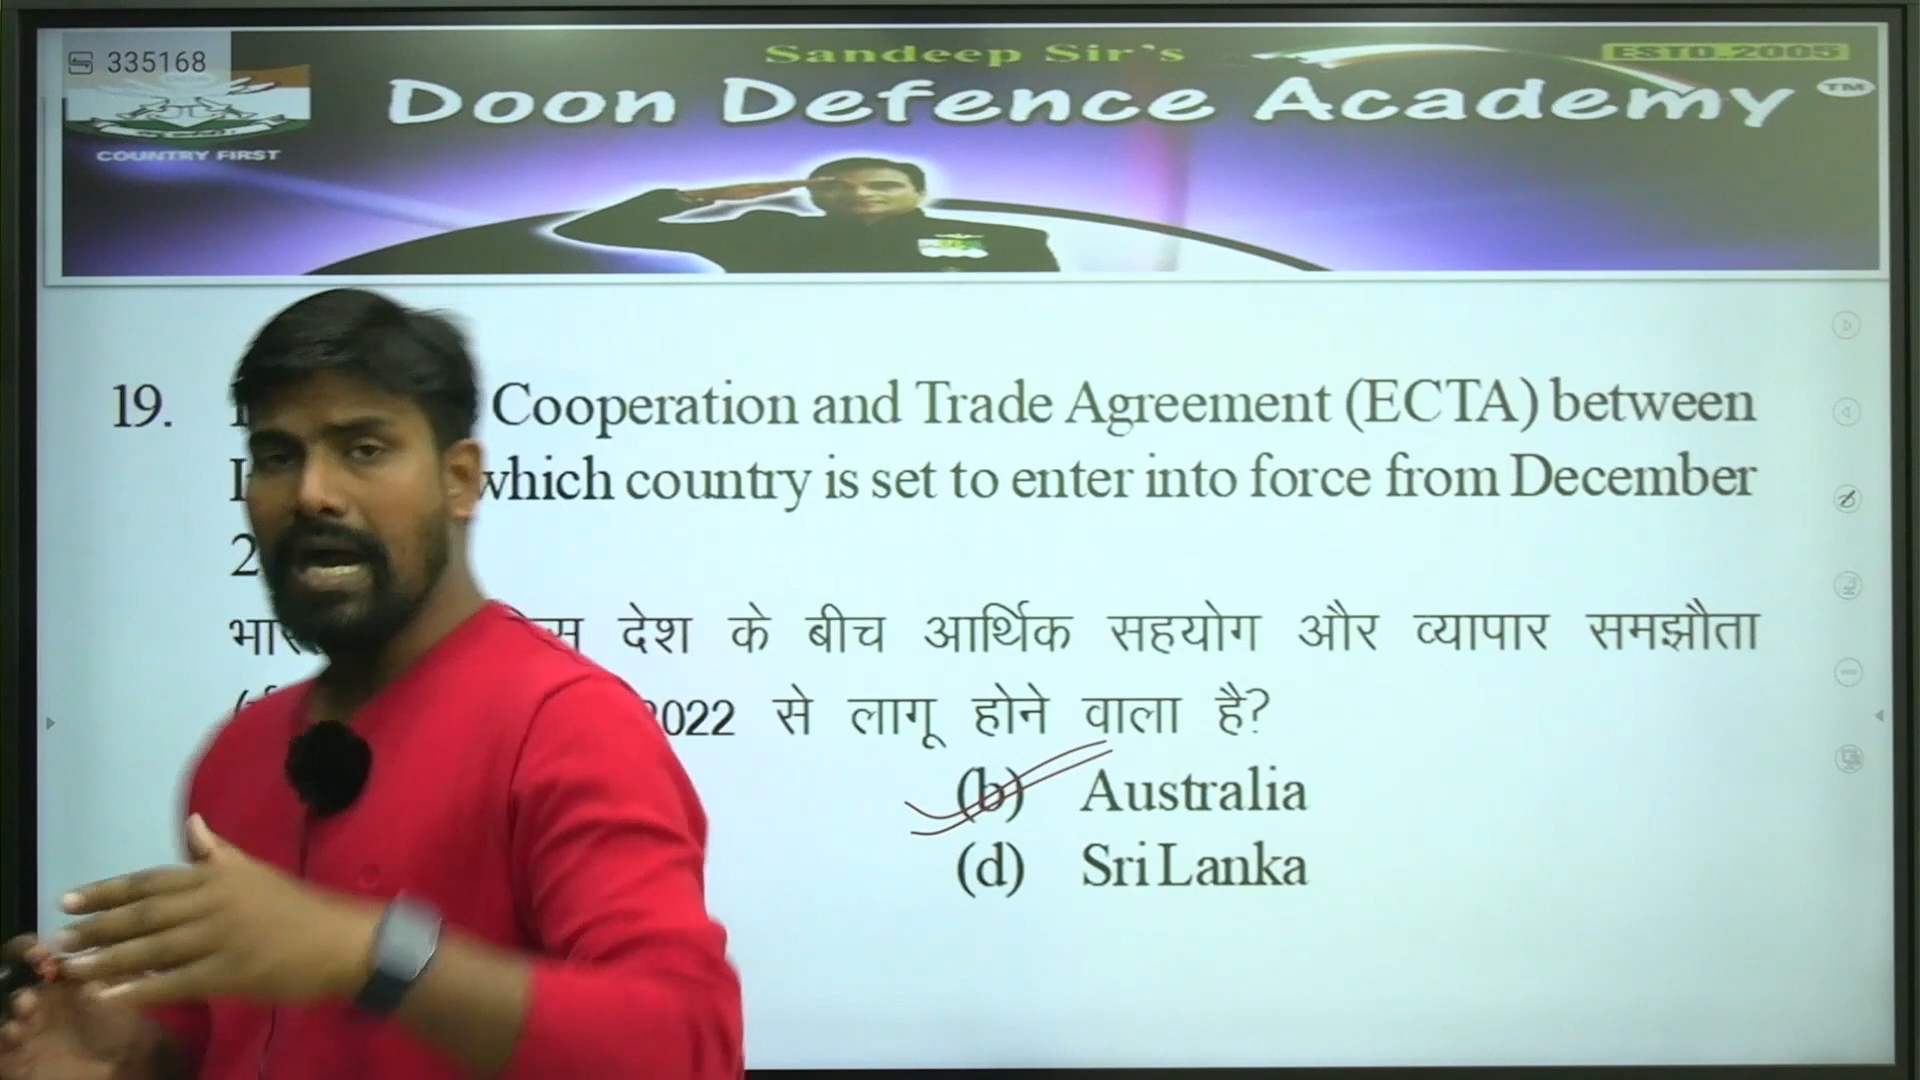 335168
Sandeep Sir's
ESTD.2005
Doon Defence Academy TM
COUNTRY FIRST
19. Cooperation and Trade Agreement (ECTA) between
which country is set to enter into force from December
देश के बीच आर्थिक सहयोग और व्यापार समझौता
2022 से लागू होने वाला है?
(b) Australia
(d) Sri Lanka